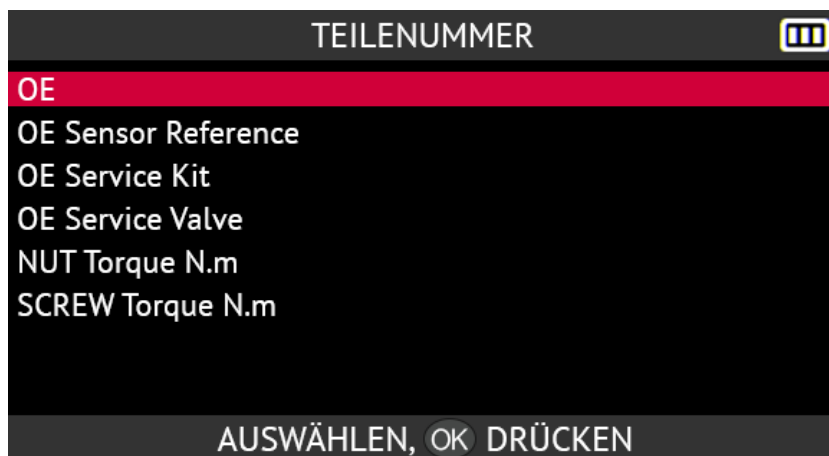 TEILENUMMER
OE
OE Sensor Reference
OE Service Kit
OE Service Valve
NUT Torque N.m
SCREW Torque N.m
AUSWÄHLEN, OK DRÜCKEN